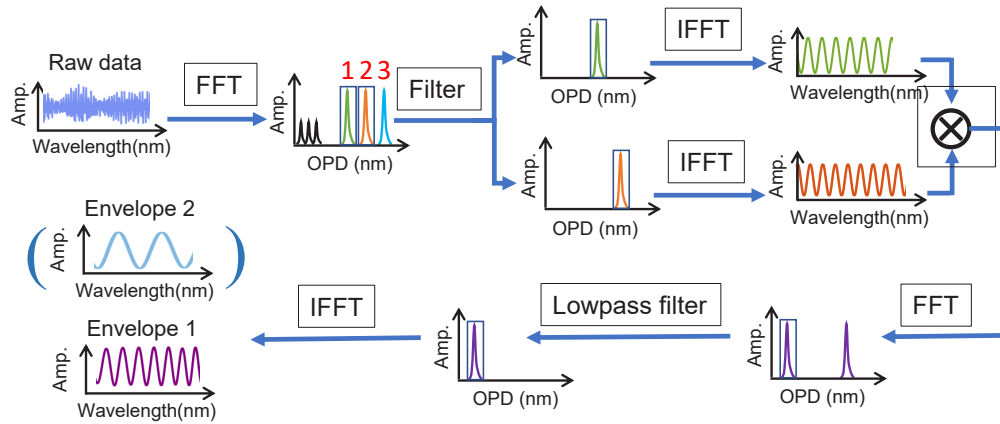 Raw data
Amp.
Wavelength(nm)
FFT
1 2 3
OPD (nm)
Filter
Amp.
OPD (nm)
IFFT
Amp.
Wavelength(nm)
Amp.
OPD (nm)
IFFT
Amp.
Wavelength(nm)
FFT
Amp.
OPD (nm)
Lowpass filter
Amp.
OPD (nm)
IFFT
Envelope 2
Amp.
( )
Wavelength(nm)
Envelope 1
Amp.
Wavelength(nm)